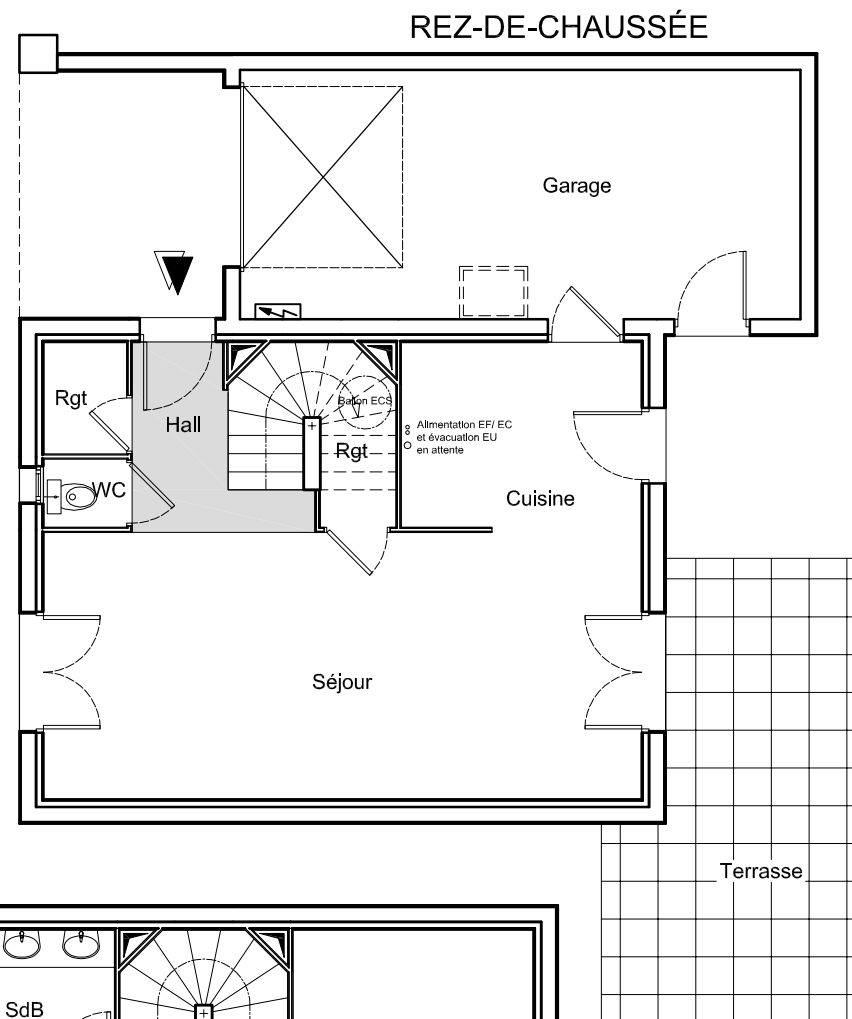 REZ-DE-CHAUSSÉE
Garage
Rgt
Hall
Ballon ECS
Alimentation EF/ EC
et évacuation EU
en attente
Rgt
WC
Cuisine
Séjour
Terrasse
SdB